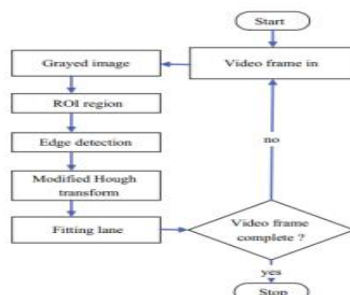 Start
Grayed image
Video frame in
ROI region
Edge detection
no
Modified Hough
transform
Fitting lane
Video frame
complete ?
yes
Stop